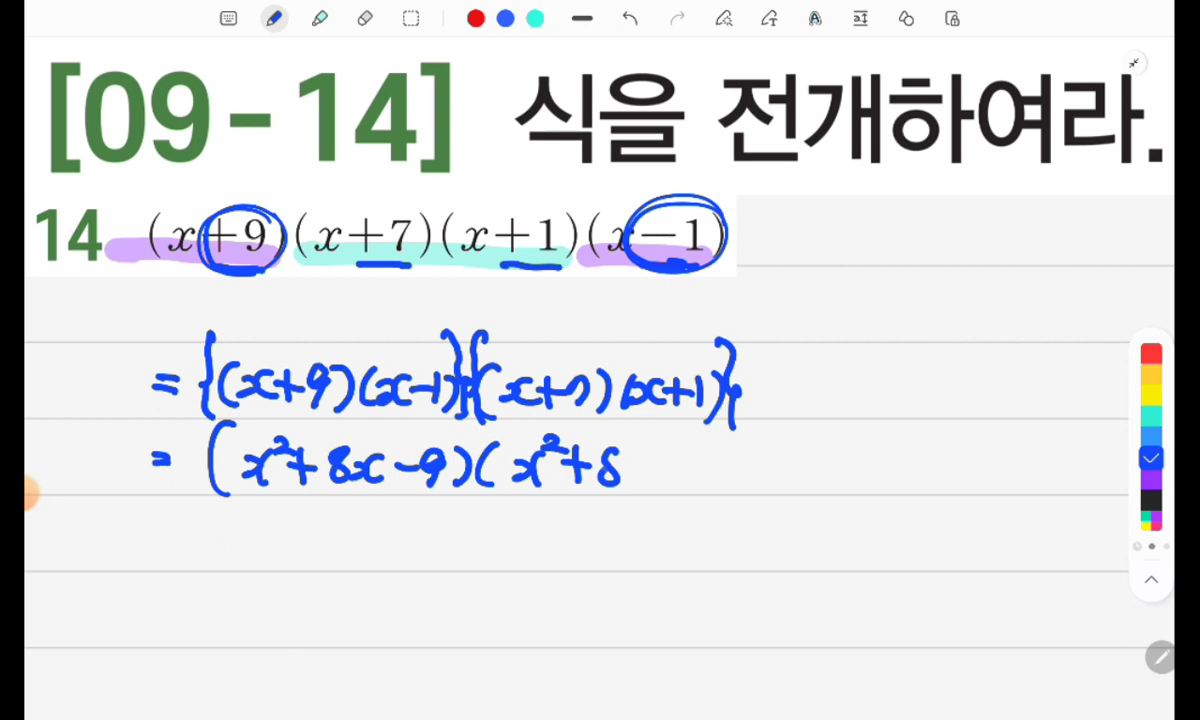 [09-14] 식을 전개하여라.
14 (x+9)(x+7)(x+1)(x-1)
= {(x+9)(x-1)}{(x+7)(x+1)}
= (x²+8x-9)(x²+8